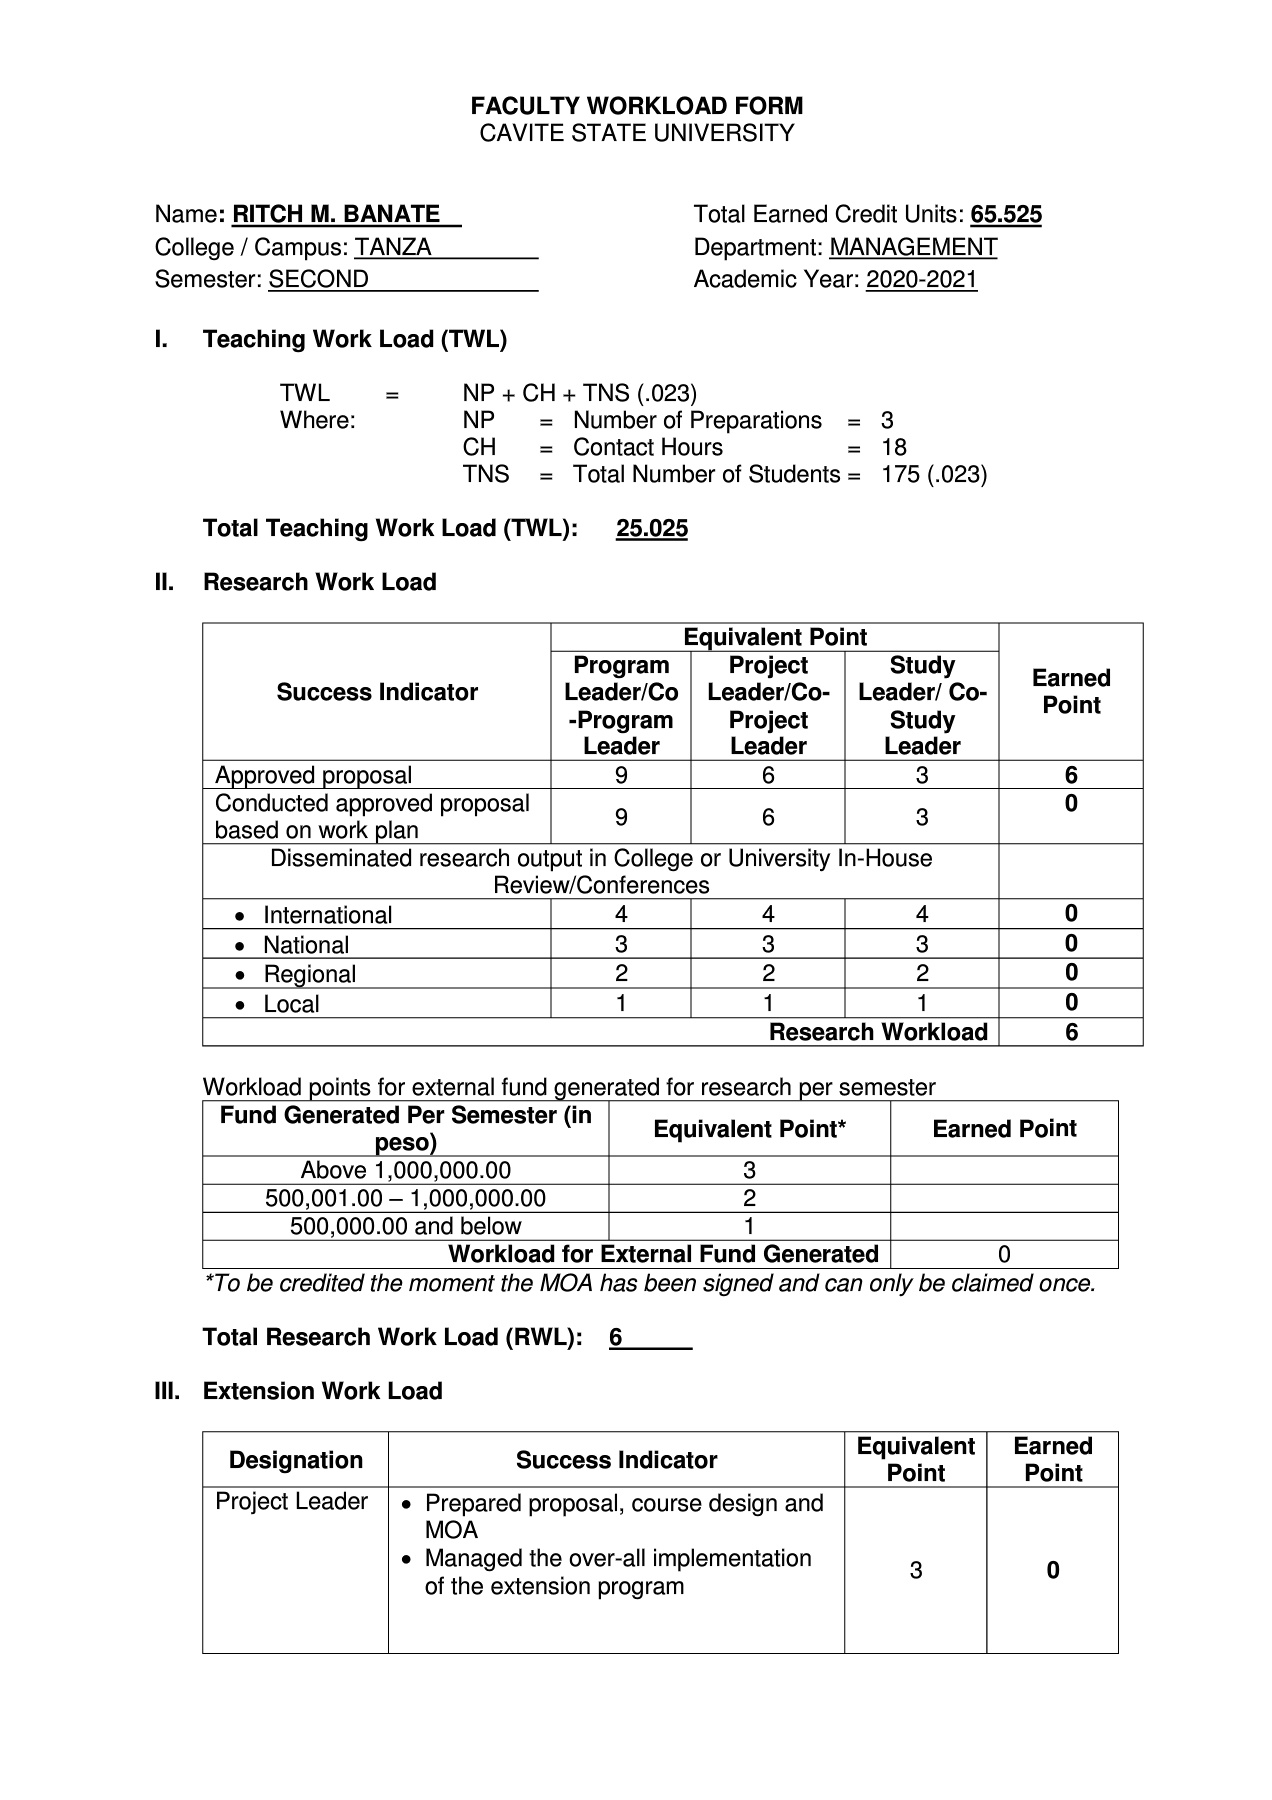 FACULTY WORKLOAD FORM
CAVITE STATE UNIVERSITY
Name: RITCH M. BANATE
Total Earned Credit Units: 65.525
College / Campus: TANZA
Department: MANAGEMENT
Semester: SECOND
Academic Year: 2020-2021
I. Teaching Work Load (TWL)
TWL = NP + CH + TNS (.023)
Where: NP = Number of Preparations = 3
CH = Contact Hours = 18
TNS = Total Number of Students = 175 (.023)
Total Teaching Work Load (TWL): 25.025
II. Research Work Load
Success Indicator
Equivalent Point
Earned
Point
Program
Leader/Co
-Program
Leader
Project
Leader/Co-
Project
Leader
Study
Leader/ Co-
Study
Leader
Approved proposal 9 6 3 6
Conducted approved proposal
based on work plan
9 6 3 0
Disseminated research output in College or University In-House
Review/Conferences
• International 4 4 4 0
• National 3 3 3 0
• Regional 2 2 2 0
• Local 1 1 1 0
Research Workload 6
Workload points for external fund generated for research per semester
Fund Generated Per Semester (in
peso)
Equivalent Point*
Earned Point
Above 1,000,000.00 3
500,001.00 – 1,000,000.00 2
500,000.00 and below 1
Workload for External Fund Generated 0
*To be credited the moment the MOA has been signed and can only be claimed once.
Total Research Work Load (RWL): 6
III. Extension Work Load
Designation
Success Indicator
Equivalent
Point
Earned
Point
Project Leader
• Prepared proposal, course design and
MOA
• Managed the over-all implementation
of the extension program
3
0